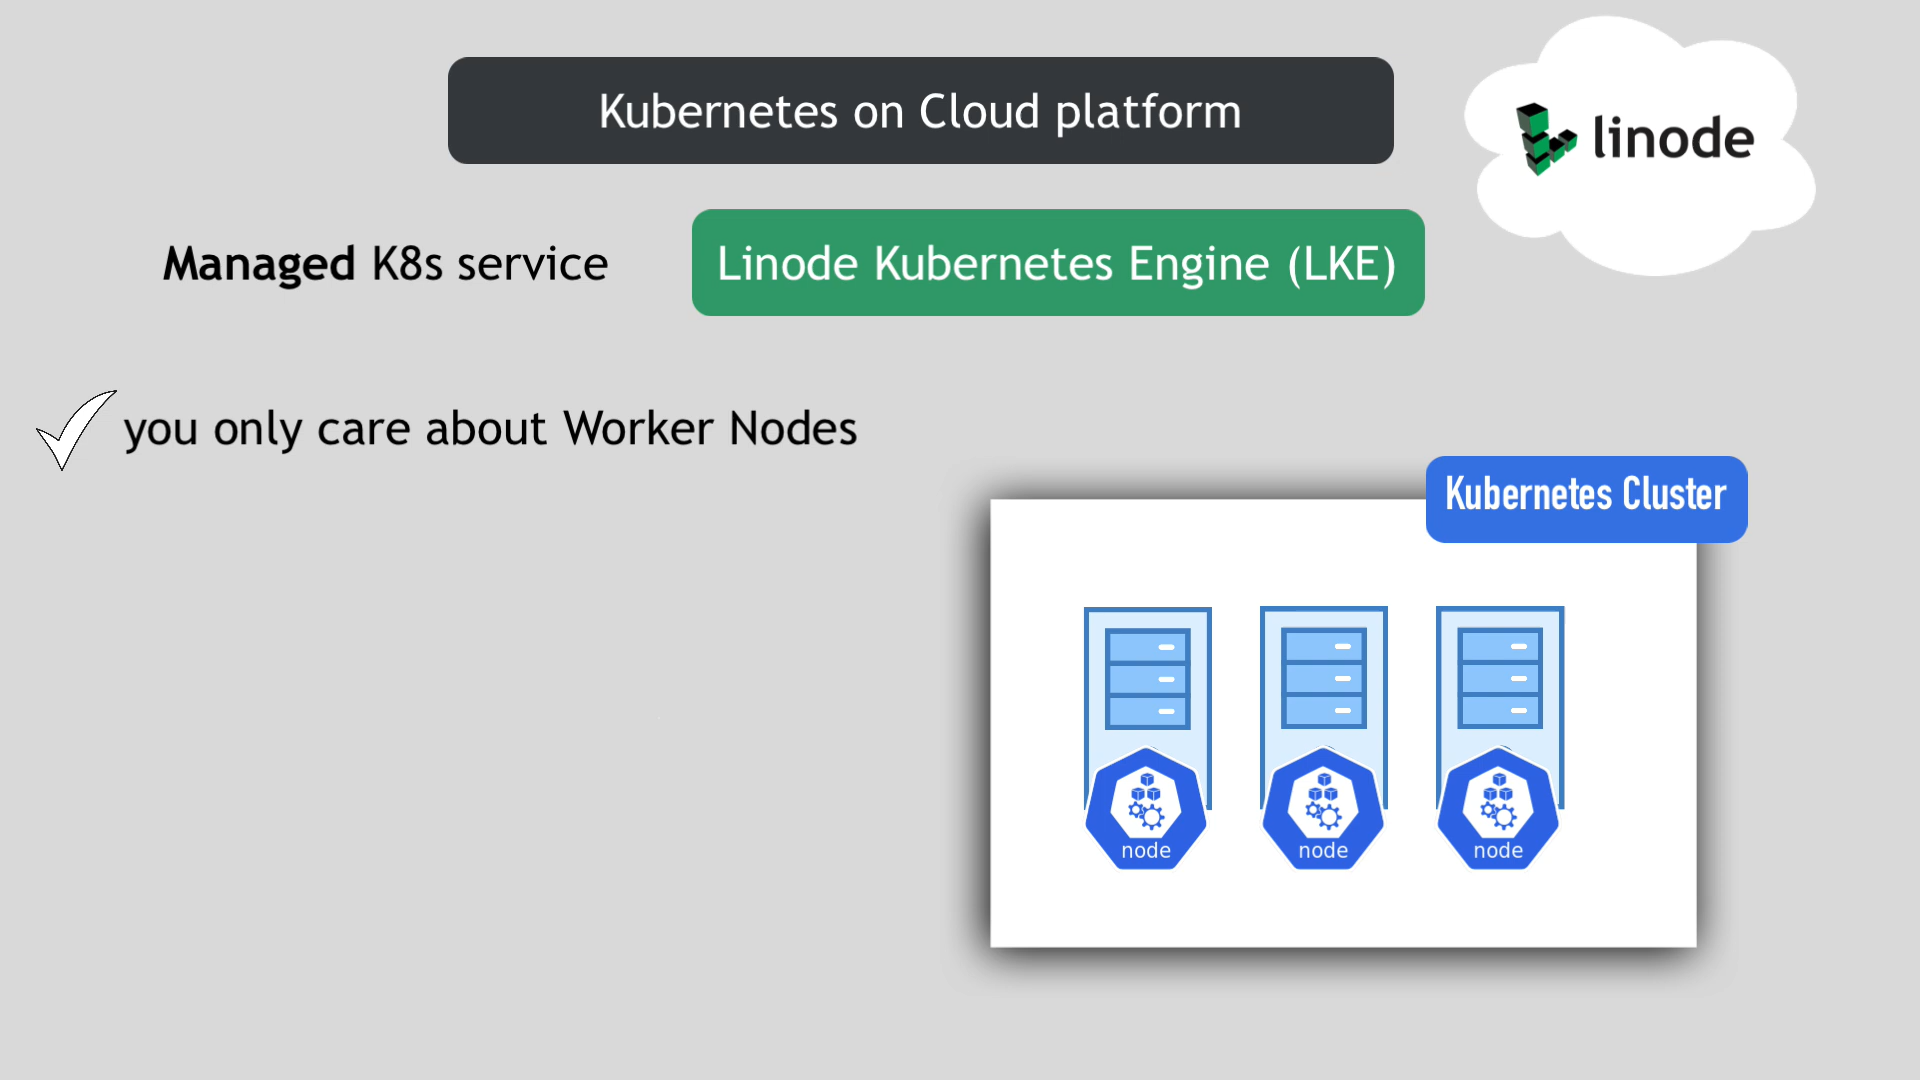 Kubernetes on Cloud platform
linode
Managed K8s service
Linode Kubernetes Engine (LKE)
you only care about Worker Nodes
Kubernetes Cluster
node
node
node